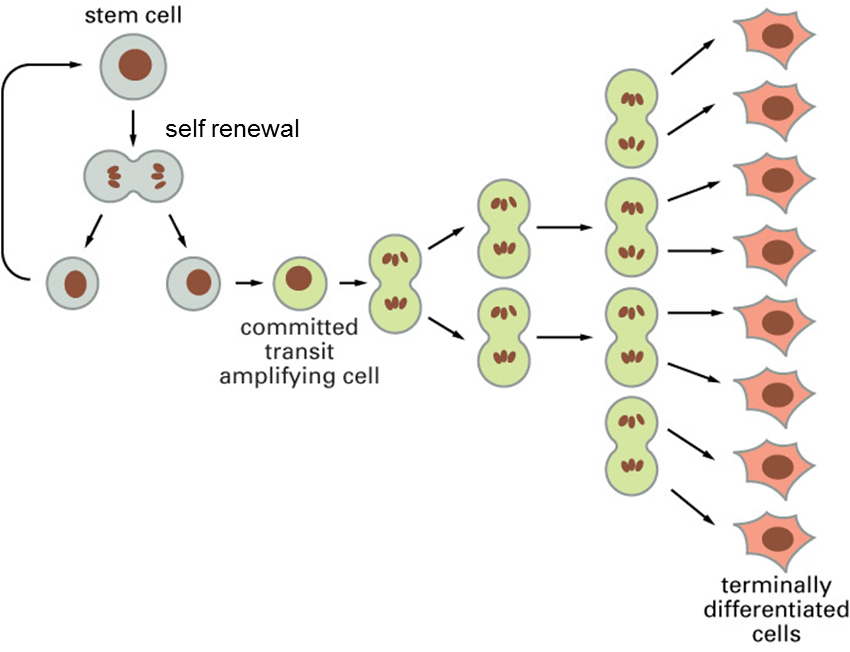 stem cell
self renewal
committed
transit
amplifying cell
terminally
differentiated
cells